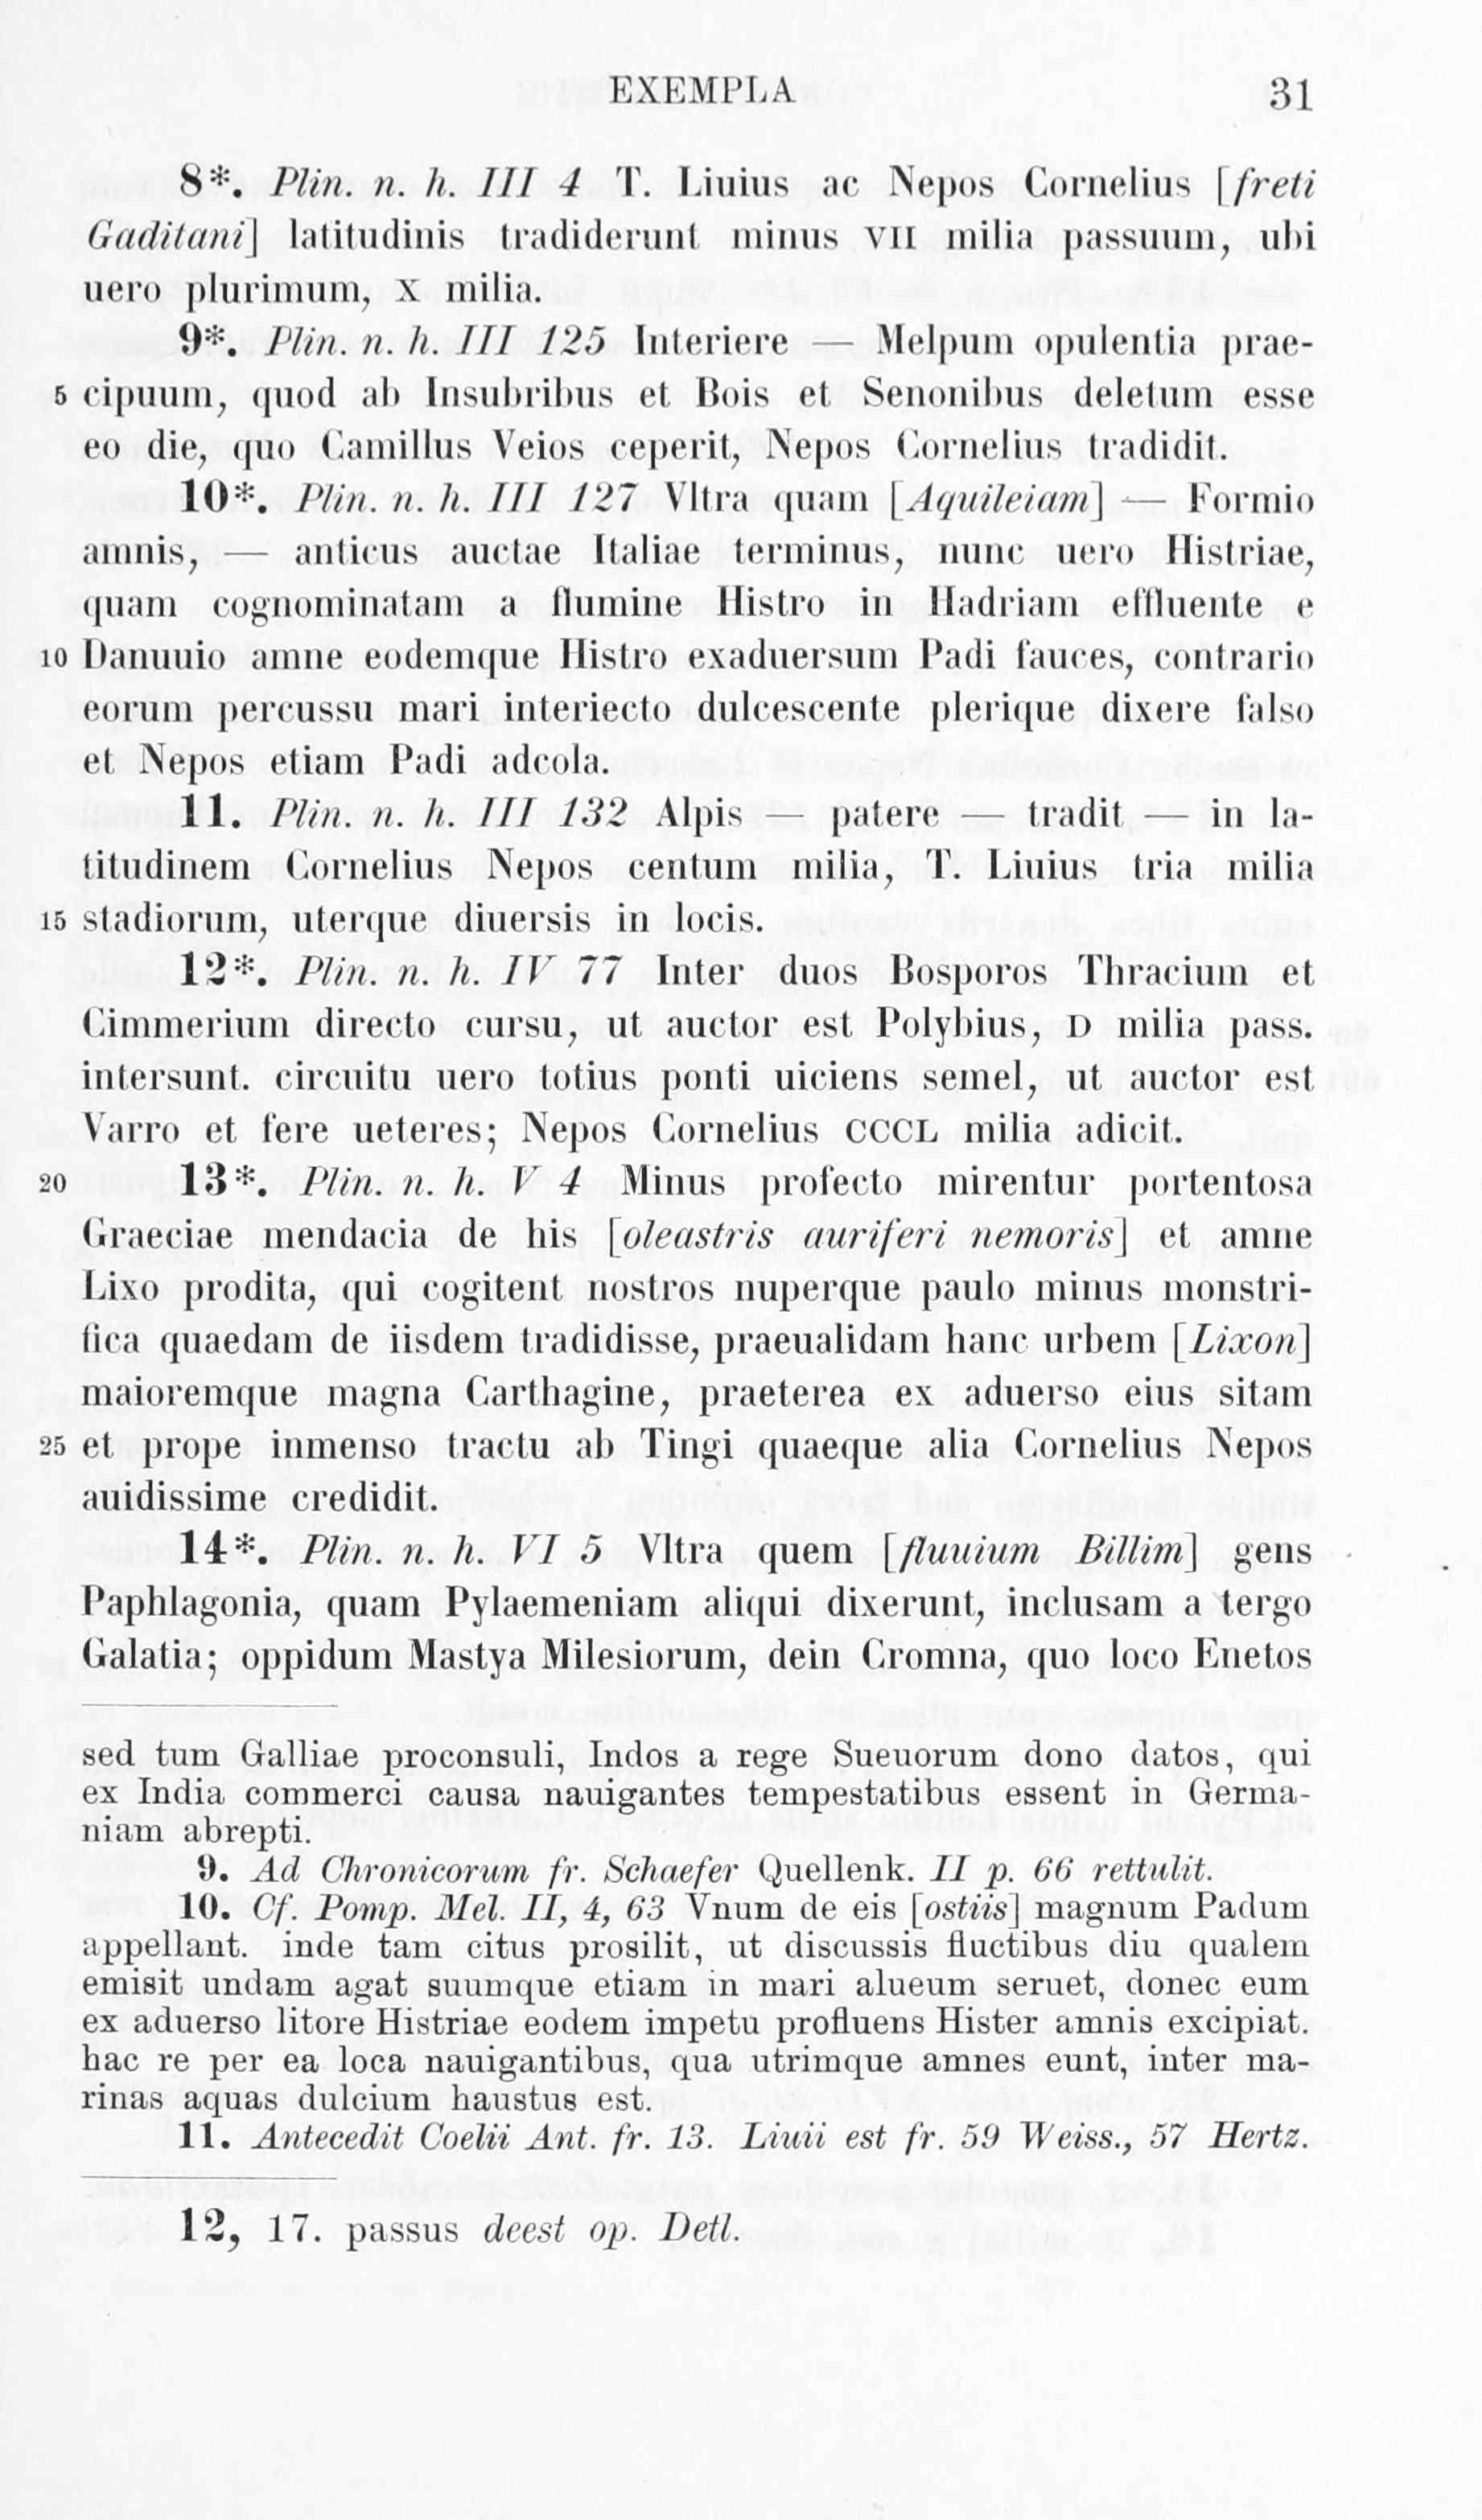 EXEMPLA 31
8*. Plin. n. h. III 4 T. Liuius ac Nepos Cornelius [freti
Gaditani] latitudinis tradiderunt minus VII milia passuum, ubi
uero plurimum, X milia.
9*. Plin. n. h. III 125 Interiere — Melpum opulentia prae-
5 cipuum, quod ab Insubribus et Bois et Senonibus deletum esse
eo die, quo Camillus Veios ceperit, Nepos Cornelius tradidit.
10*. Plin. n. h. III 127 Vltra quam [Aquileiam] — Formio
amnis, — anticus auctae Italiae terminus, nunc uero Histriae,
quam cognominatam a flumine Histro in Hadriam effluente e
10 Danuuio amne eodemque Histro exaduersum Padi fauces, contrario
eorum percussu mari interiecto dulcescente plerique dixere falso
et Nepos etiam Padi adcola.
11. Plin. n. h. III 132 Alpis — patere — tradit — in la-
titudinem Cornelius Nepos centum milia, T. Liuius tria milia
15 stadiorum, uterque diuersis in locis.
12*. Plin. n. h. IV 77 Inter duos Bosporos Thracium et
Cimmerium directo cursu, ut auctor est Polybius, D milia pass.
intersunt. circuitu uero totius ponti uiciens semel, ut auctor est
Varro et fere ueteres; Nepos Cornelius CCCL milia adicit.
20 13*. Plin. n. h. V 4 Minus profecto mirentur portentosa
Graeciae mendacia de his [oleastris auriferi nemoris] et amne
Lixo prodita, qui cogitent nostros nuperque paulo minus monstri-
fica quaedam de iisdem tradidisse, praeualidam hanc urbem [Lixon]
maioremque magna Carthagine, praeterea ex aduerso eius sitam
25 et prope inmenso tractu ab Tingi quaeque alia Cornelius Nepos
auidissime credidit.
14*. Plin. n. h. VI 5 Vltra quem [fluuium Billim] gens
Paphlagonia, quam Pylaemeniam aliqui dixerunt, inclusam a tergo
Galatia; oppidum Mastya Milesiorum, dein Cromna, quo loco Enetos
sed tum Galliae proconsuli, Indos a rege Sueuorum dono datos, qui
ex India commerci causa nauigantes tempestatibus essent in Germa-
niam abrepti.
9. Ad Chronicorum fr. Schaefer Quellenk. II p. 66 rettulit.
10. Cf. Pomp. Mel. II, 4, 63 Vnum de eis [ostiis] magnum Padum
appellant. inde tam citus prosilit, ut discussis fluctibus diu qualem
emisit undam agat suumque etiam in mari alueum seruet, donec eum
ex aduerso litore Histriae eodem impetu profluens Hister amnis excipiat.
hac re per ea loca nauigantibus, qua utrimque amnes eunt, inter ma-
rinas aquas dulcium haustus est.
11. Antecedit Coelii Ant. fr. 13. Liuii est fr. 59 Weiss., 57 Hertz.
12, 17. passus deest op. Detl.